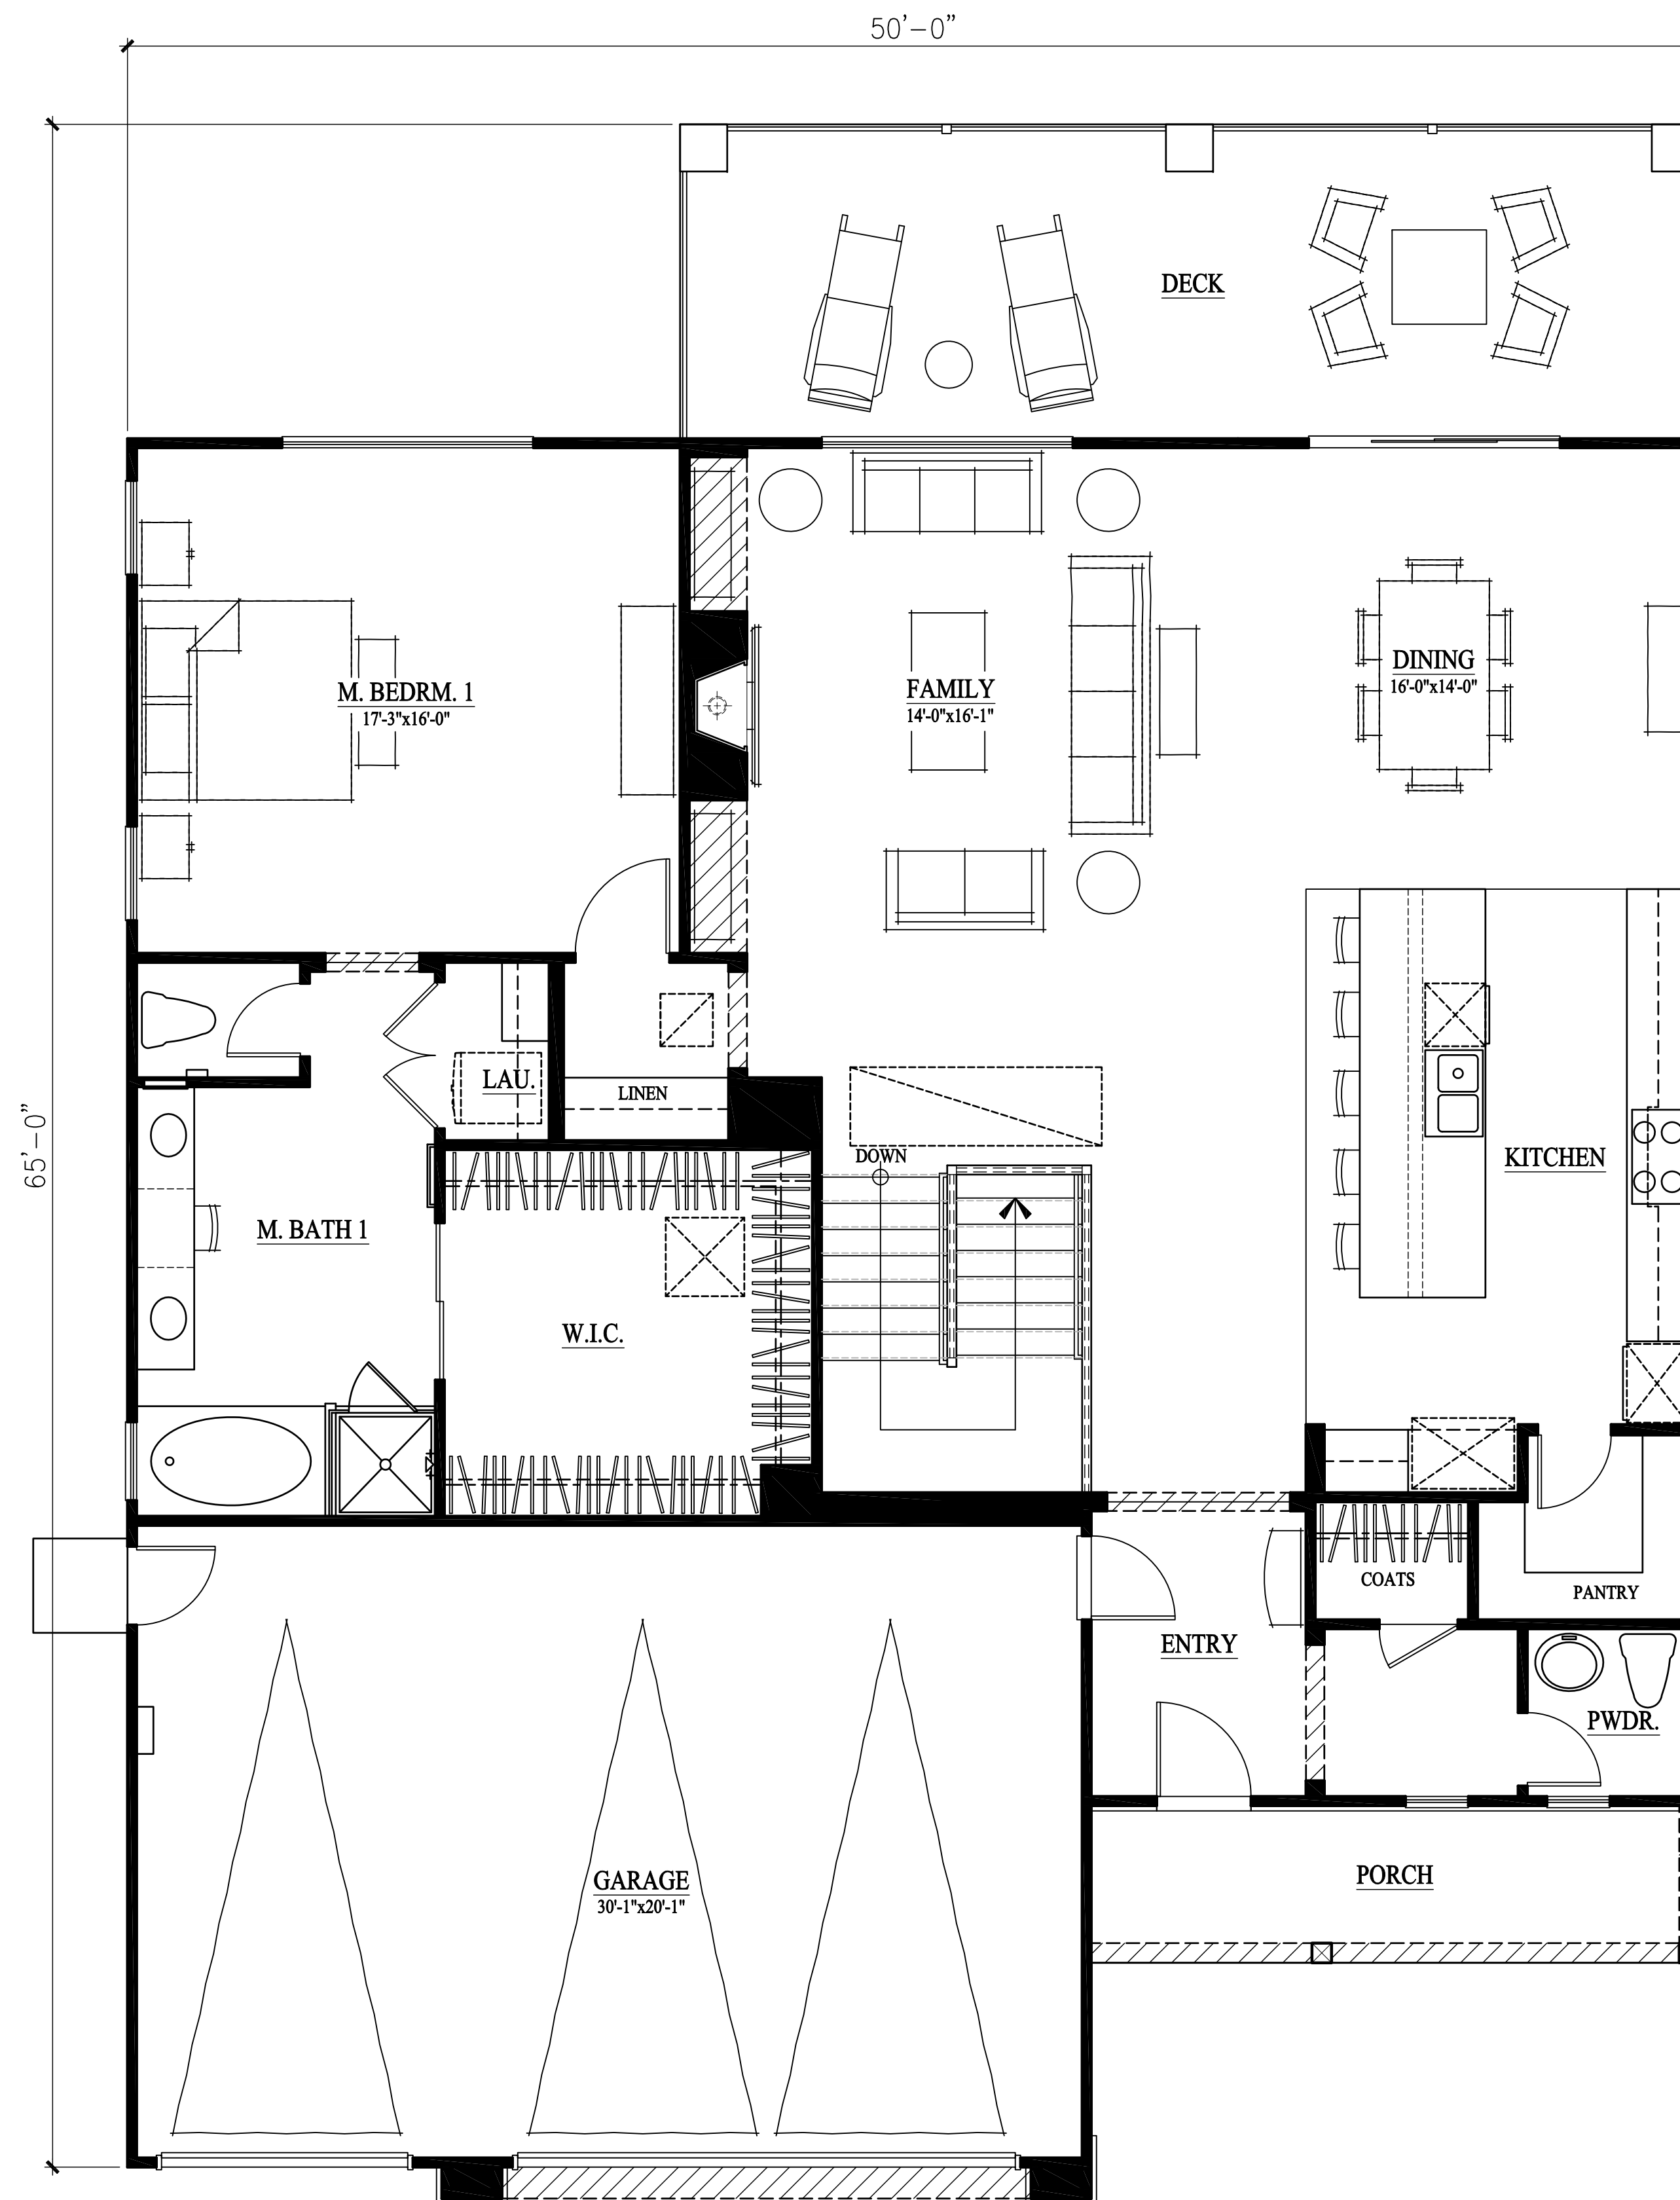 50'-0"
DECK
DINING
16'-0"x14'-0"
FAMILY
14'-0"x16'-1"
M. BEDRM. 1
17'-3"x16'-0"
LAU.
LINEN
65'-0"
DOWN
KITCHEN
M. BATH 1
W.I.C.
COATS
PANTRY
ENTRY
PWDR.
PORCH
GARAGE
30'-1"x20'-1"